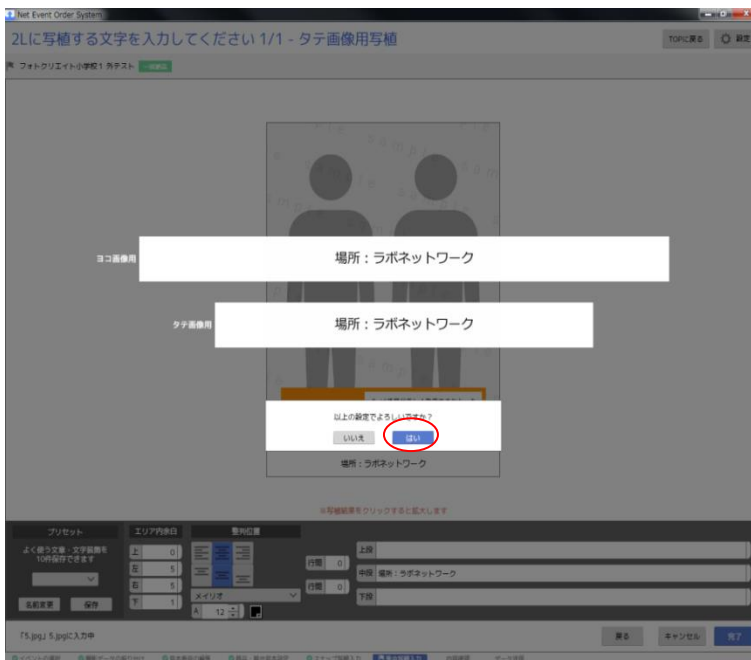 Net Event Order System
2Lに写植する文字を入力してください 1/1 - タテ画像用写植
TOPに戻る 設定
フォトクリエイト小学校1 外テスト
sample
ヨコ画像用 場所：ラボネットワーク
タテ画像用 場所：ラボネットワーク
以上の設定でよろしいですか？
いいえ はい
場所：ラボネットワーク
※写植範囲をクリックすると拡大します
プリセット エリア内余白 整列位置
よく使う文章・文字装飾を
10件保存できます
名前変更 保存
上 0
左 5
右 5
下 1
メイリオ
A 12
行間 0
行間 0
上段
中段 場所：ラボネットワーク
下段
「5.jpg」5.jpgに入力中
戻る キャンセル 完了